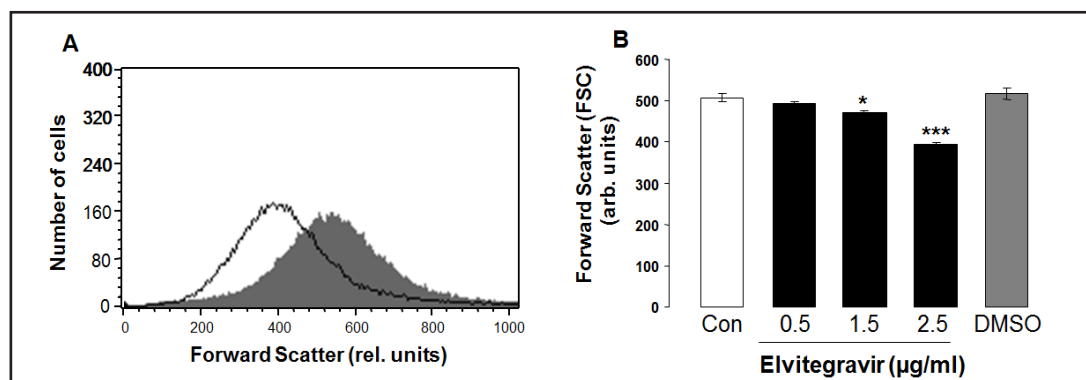 A
Number of cells
400
320
240
160
80
0
0 200 400 600 800 1000
Forward Scatter (rel. units)
B
Forward Scatter (FSC)
(arb. units)
600
500
400
300
200
100
0
*
***
Con 0.5 1.5 2.5 DMSO
Elvitegravir (µg/ml)